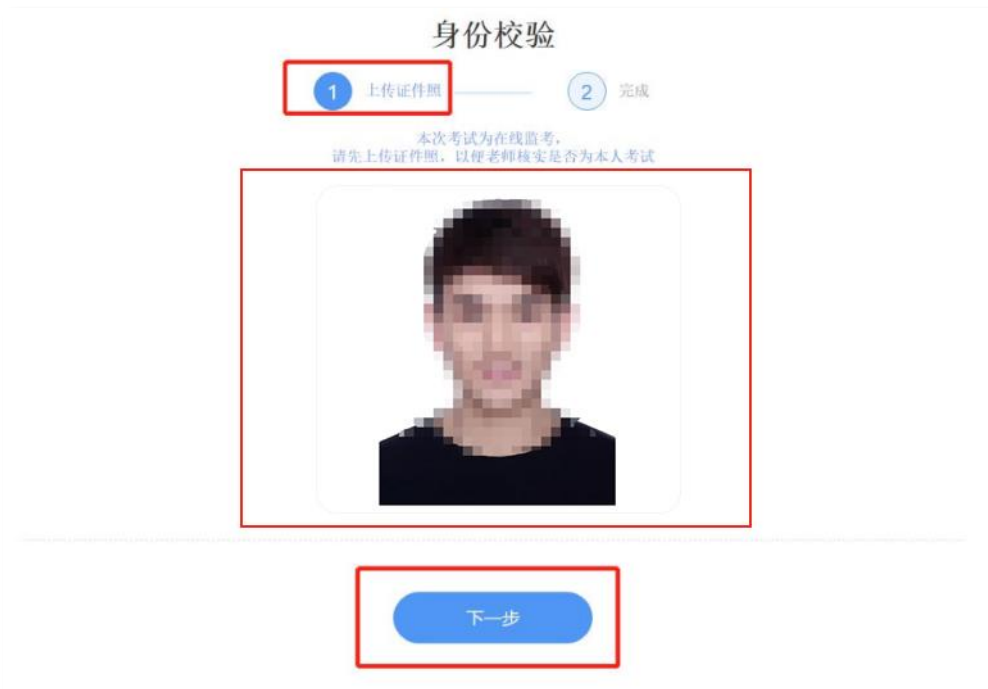 身份校验
1 上传证件照 2 完成
本次考试为在线监考，
请先上传证件照，以便老师核实是否为本人考试
下一步